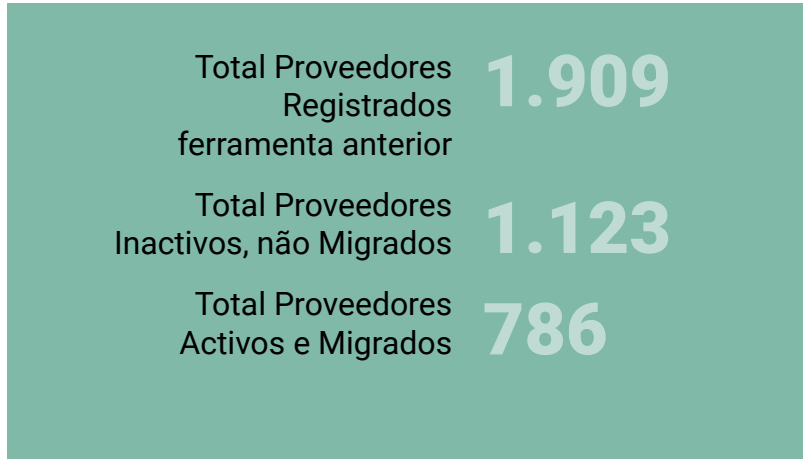 Total Proveedores
Registrados
ferramenta anterior
1.909
Total Proveedores
Inactivos, não Migrados
1.123
Total Proveedores
Activos e Migrados
786